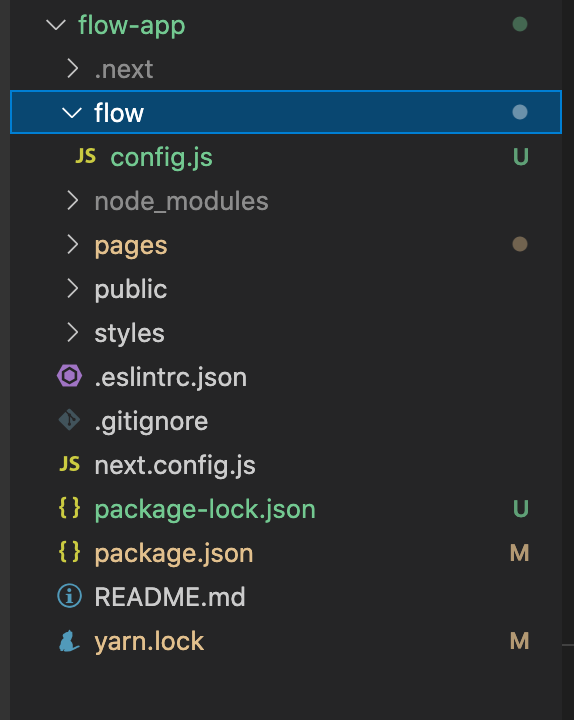 flow-app
.next
flow
JS config.js U
node_modules
pages
public
styles
.eslintrc.json
.gitignore
JS next.config.js
{} package-lock.json U
{} package.json M
README.md
yarn.lock M